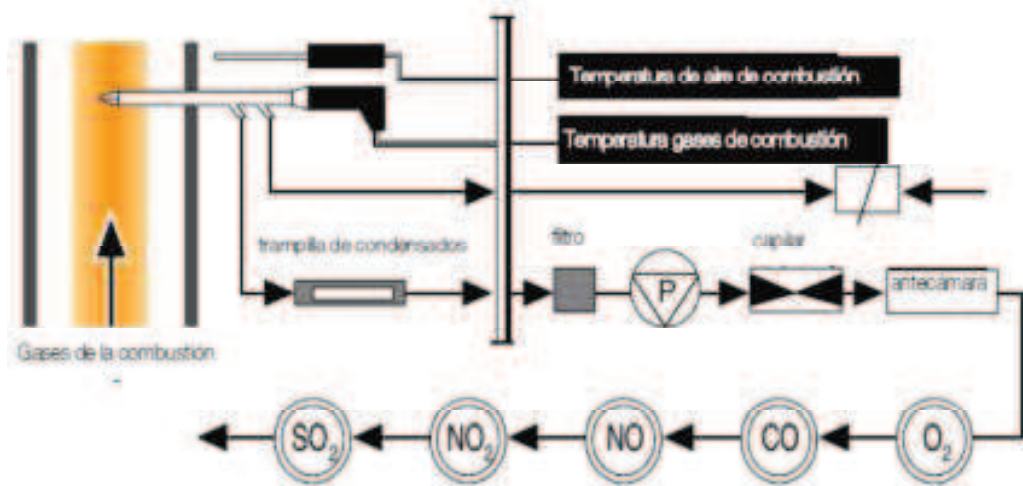 Temperatura de aire de combustión
Temperatura gases de combustión
trampilla de condensados
filtro
capilar
P
antecámara
Gases de la combustión
SO₂
NO₂
NO
CO
O₂